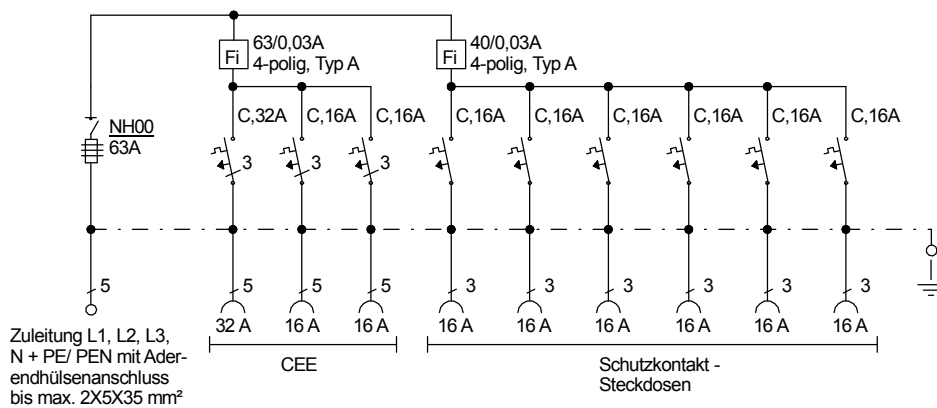 63/0,03A
4-polig, Typ A
Fi
40/0,03A
4-polig, Typ A
Fi
NH00
63A
C,32A
C,16A
C,16A
C,16A
C,16A
C,16A
C,16A
C,16A
C,16A
3
3
3
5
5
5
5
3
3
3
3
3
3
32 A
16 A
16 A
16 A
16 A
16 A
16 A
16 A
16 A
Zuleitung L1, L2, L3,
N + PE/ PEN mit Ader-
endhülsenanschluss
bis max. 2X5X35 mm²
CEE
Schutzkontakt -
Steckdosen